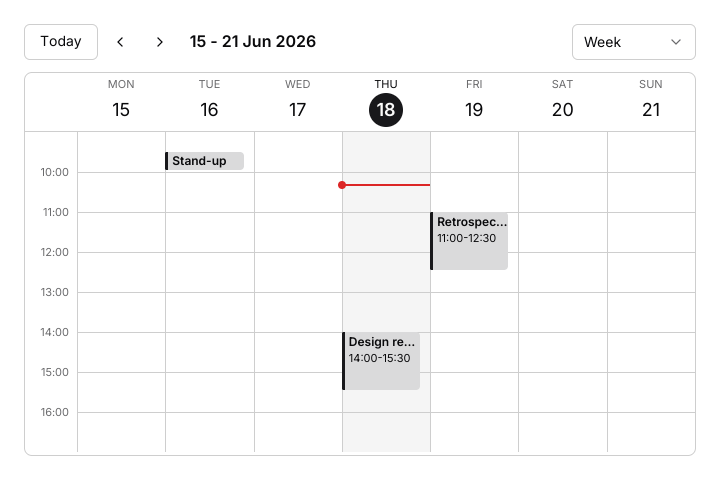 Today
15 - 21 Jun 2026
Week
MON TUE WED THU FRI SAT SUN
15 16 17 18 19 20 21
Stand-up
10:00
11:00
Retrospec...
11:00-12:30
12:00
13:00
14:00
Design re...
14:00-15:30
15:00
16:00